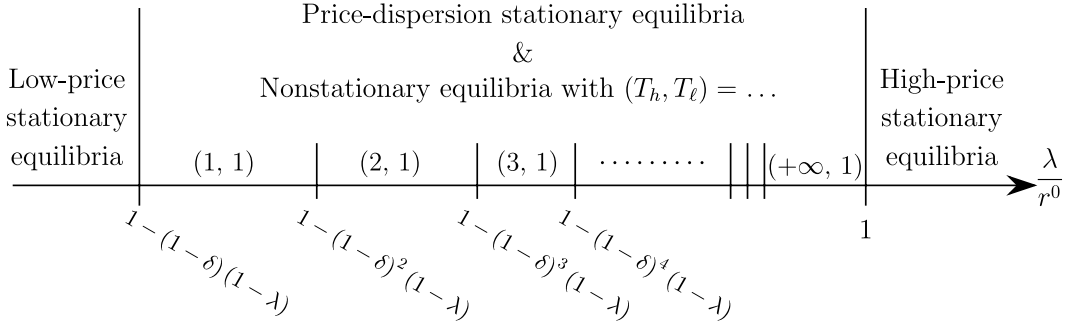 Price-dispersion stationary equilibria
&
Nonstationary equilibria with (T_h, T_ℓ) = ...
Low-price
stationary
equilibria
High-price
stationary
equilibria
(1, 1)
(2, 1)
(3, 1)
.........
(+∞, 1)
λ/r⁰
1−(1−δ)(1−λ)
1−(1−δ)²(1−λ)
1−(1−δ)³(1−λ)
1−(1−δ)⁴(1−λ)
1